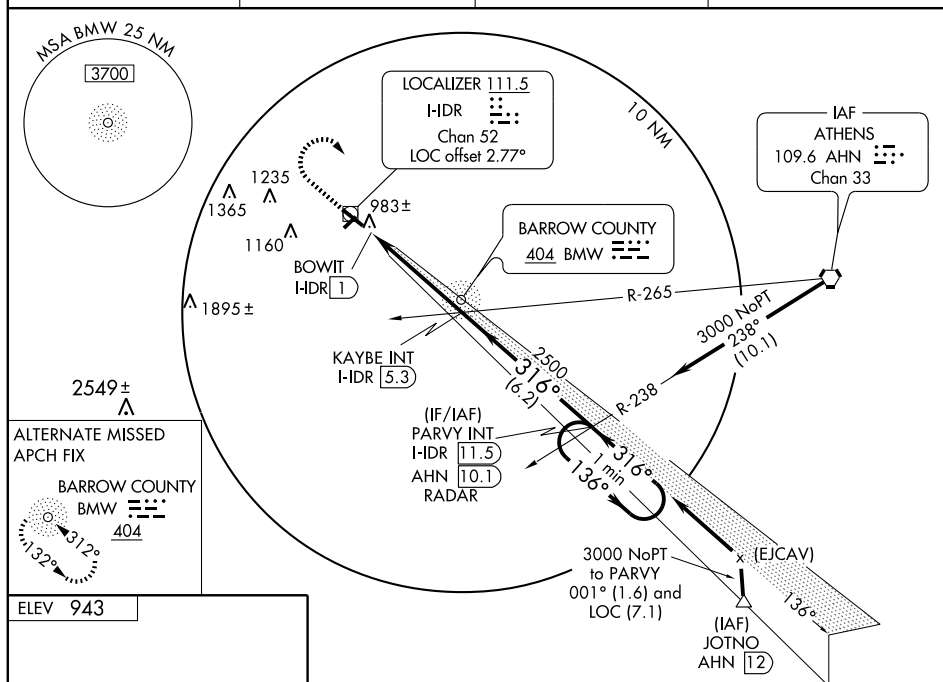 MSA BMW 25 NM
3700
LOCALIZER 111.5
I-IDR
Chan 52
LOC offset 2.77°
10 NM
IAF
ATHENS
109.6 AHN
Chan 33
1365
1235
1160
983±
1895±
2549±
BARROW COUNTY
404 BMW
BOWIT
I-IDR 1
R-265
3000 NoPT
238°
(10.1)
R-238
KAYBE INT
I-IDR 5.3
2500
316°
(6.2)
(IF/IAF)
PARVY INT
I-IDR 11.5
AHN 10.1
RADAR
316°
1 min
136°
ALTERNATE MISSED
APCH FIX
BARROW COUNTY
BMW
404
312°
132°
3000 NoPT
to PARVY
001° (1.6) and
LOC (7.1)
(EJCAV)
136°
(IAF)
JOTNO
AHN 12
ELEV 943